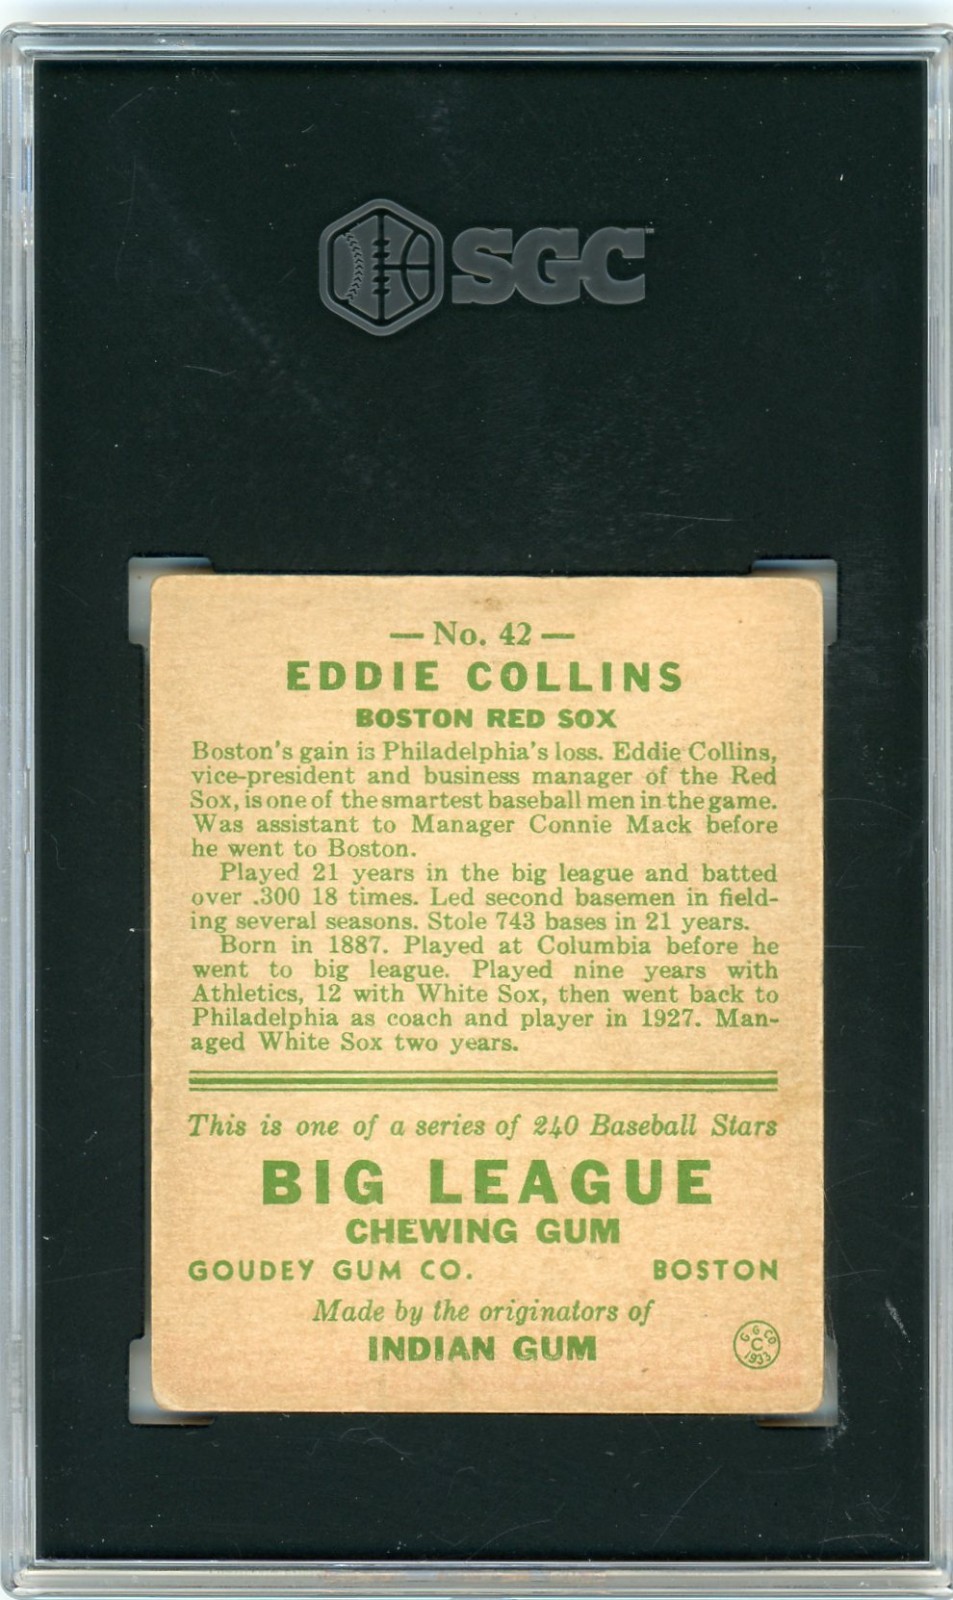 SGC
— No. 42 —
EDDIE COLLINS
BOSTON RED SOX
Boston's gain is Philadelphia's loss. Eddie Collins,
vice-president and business manager of the Red
Sox, is one of the smartest baseball men in the game.
Was assistant to Manager Connie Mack before
he went to Boston.
Played 21 years in the big league and batted
over .300 18 times. Led second basemen in field-
ing several seasons. Stole 743 bases in 21 years.
Born in 1887. Played at Columbia before he
went to big league. Played nine years with
Athletics, 12 with White Sox, then went back to
Philadelphia as coach and player in 1927. Man-
aged White Sox two years.
This is one of a series of 240 Baseball Stars
BIG LEAGUE
CHEWING GUM
GOUDEY GUM CO. BOSTON
Made by the originators of
INDIAN GUM
G G CO
C
1933